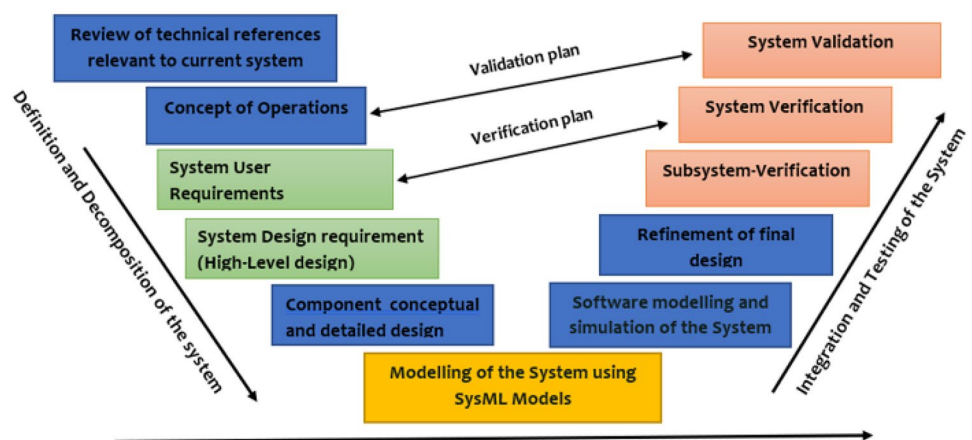 Review of technical references
relevant to current system
System Validation
Validation plan
Concept of Operations
System Verification
Verification plan
System User
Requirements
Subsystem-Verification
System Design requirement
(High-Level design)
Refinement of final
design
Component conceptual
and detailed design
Software modelling and
simulation of the System
Modelling of the System using
SysML Models
Definition and Decomposition of the system
Integration and Testing of the System